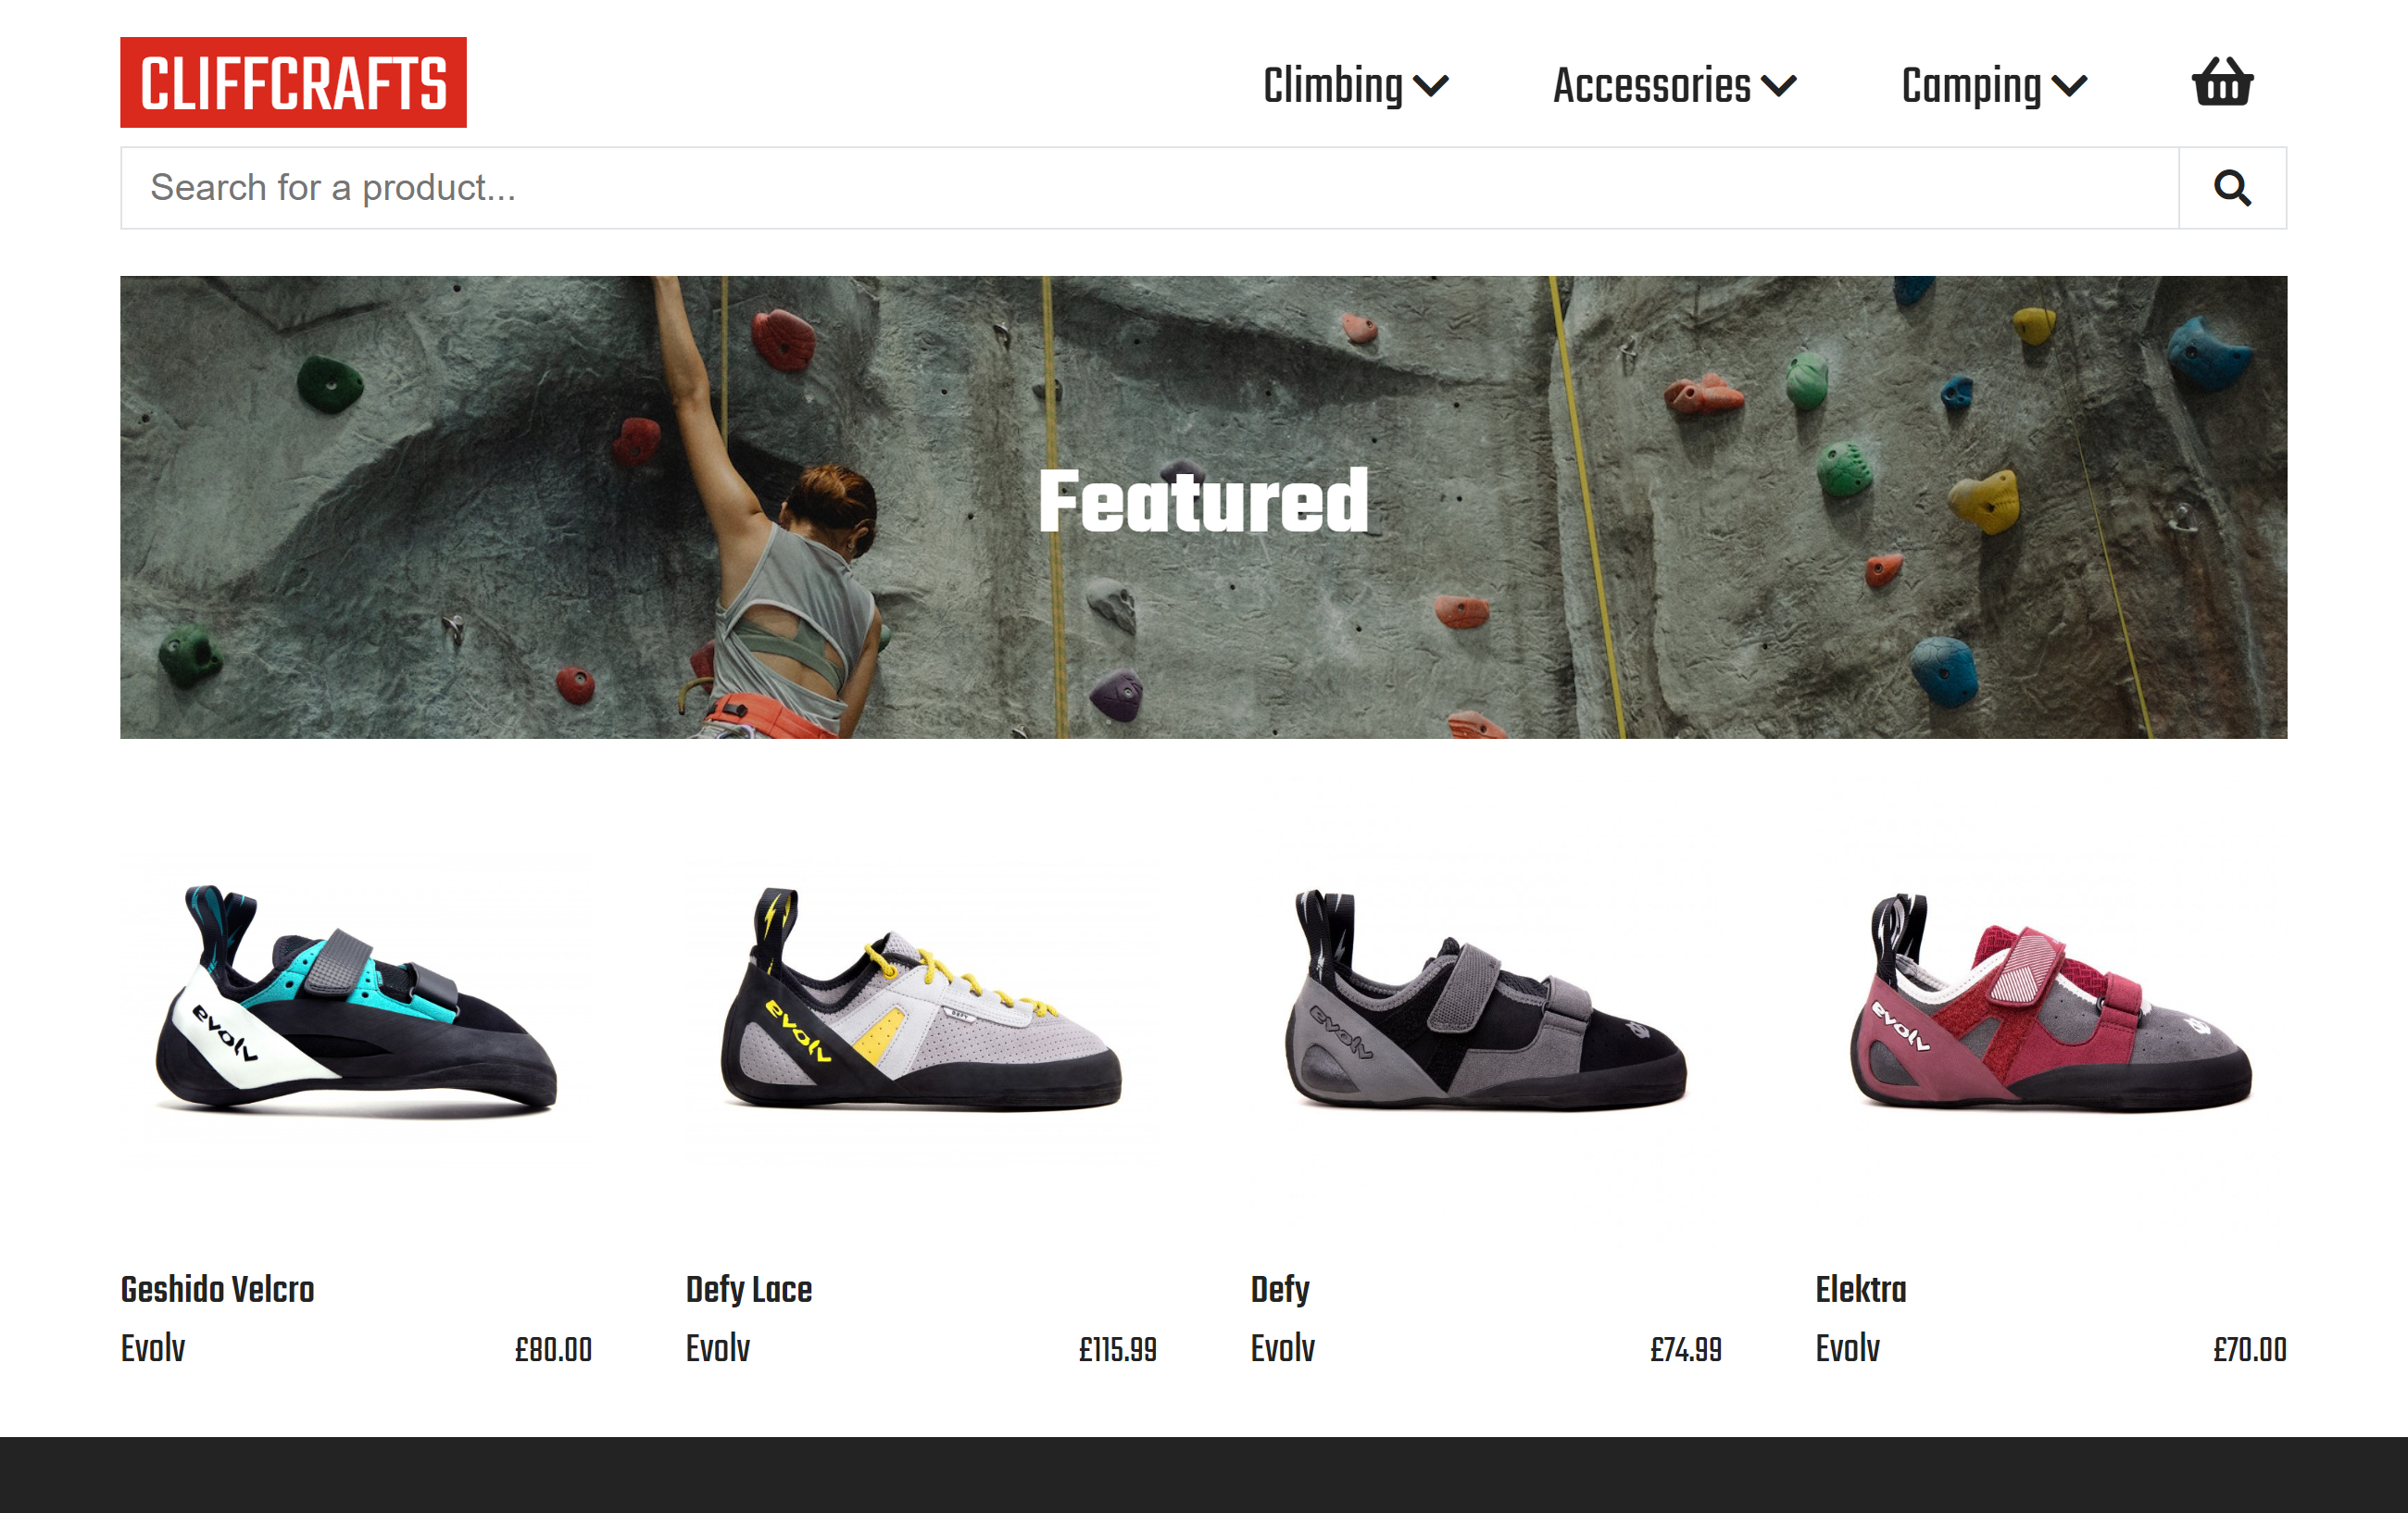 CLIFFCRAFTS
Climbing
Accessories
Camping
Search for a product...
Featured
evolv
evolv
DEFY
evolv
evolv
Geshido Velcro
Evolv
£80.00
Defy Lace
Evolv
£115.99
Defy
Evolv
£74.99
Elektra
Evolv
£70.00